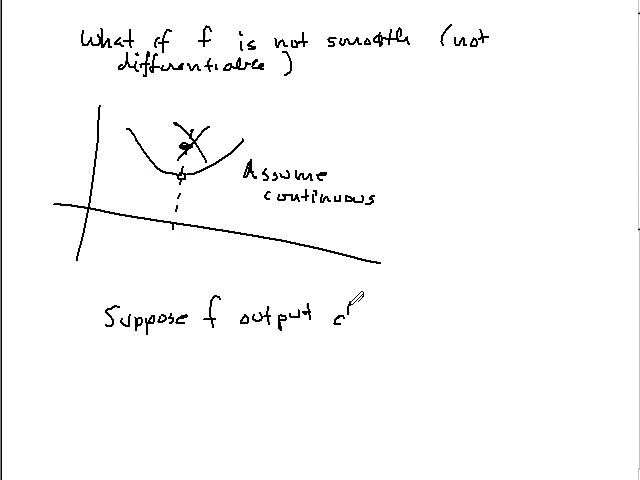 What if f is not smooth (not
differentiable)
Assume
continuous
Suppose f output